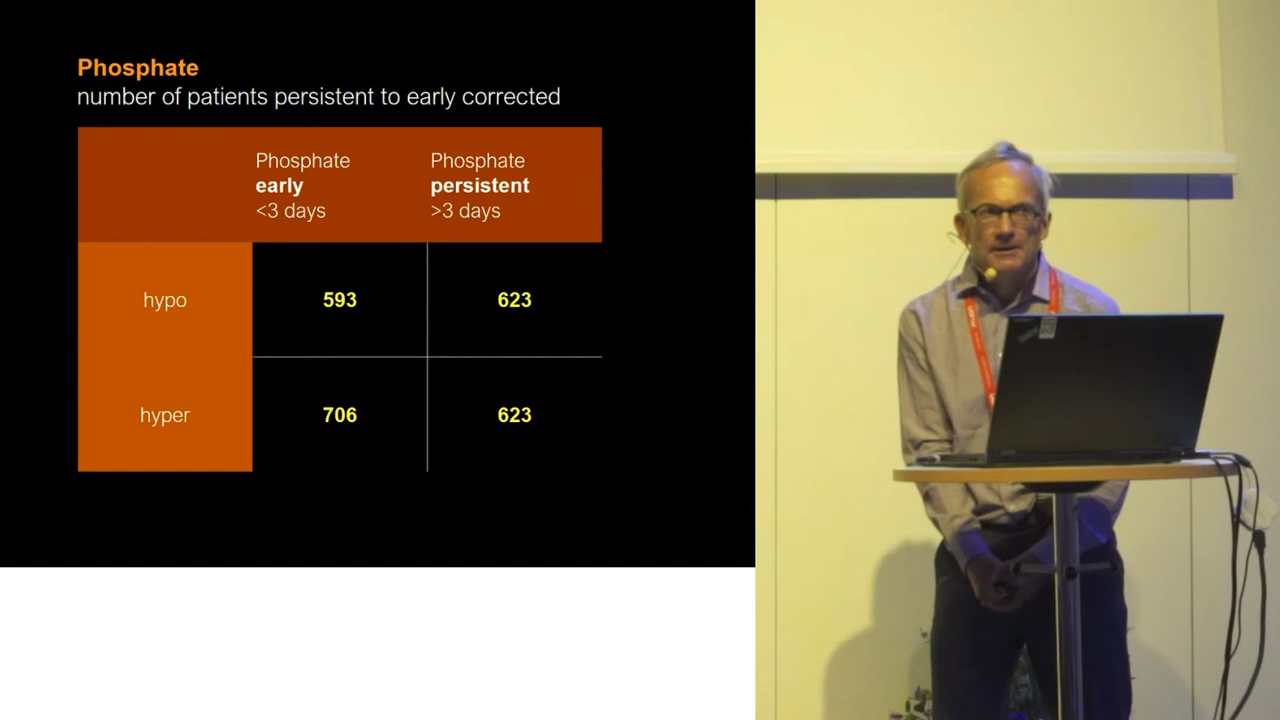 Phosphate
number of patients persistent to early corrected
Phosphate
early
<3 days
Phosphate
persistent
>3 days
hypo
593
623
hyper
706
623